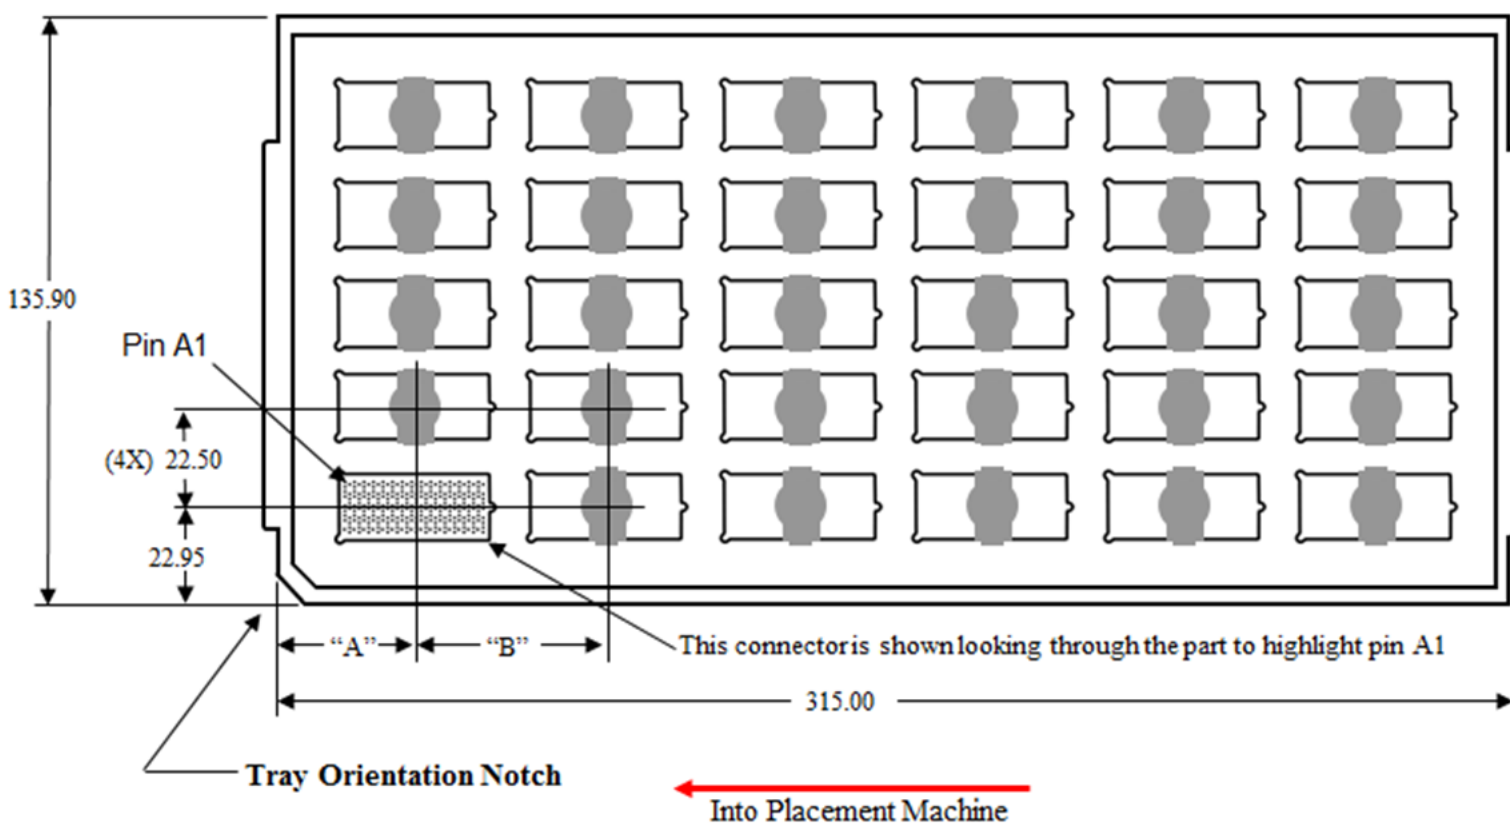 135.90
Pin A1
(4X) 22.50
22.95
“A”
“B”
This connector is shown looking through the part to highlight pin A1
315.00
Tray Orientation Notch
Into Placement Machine